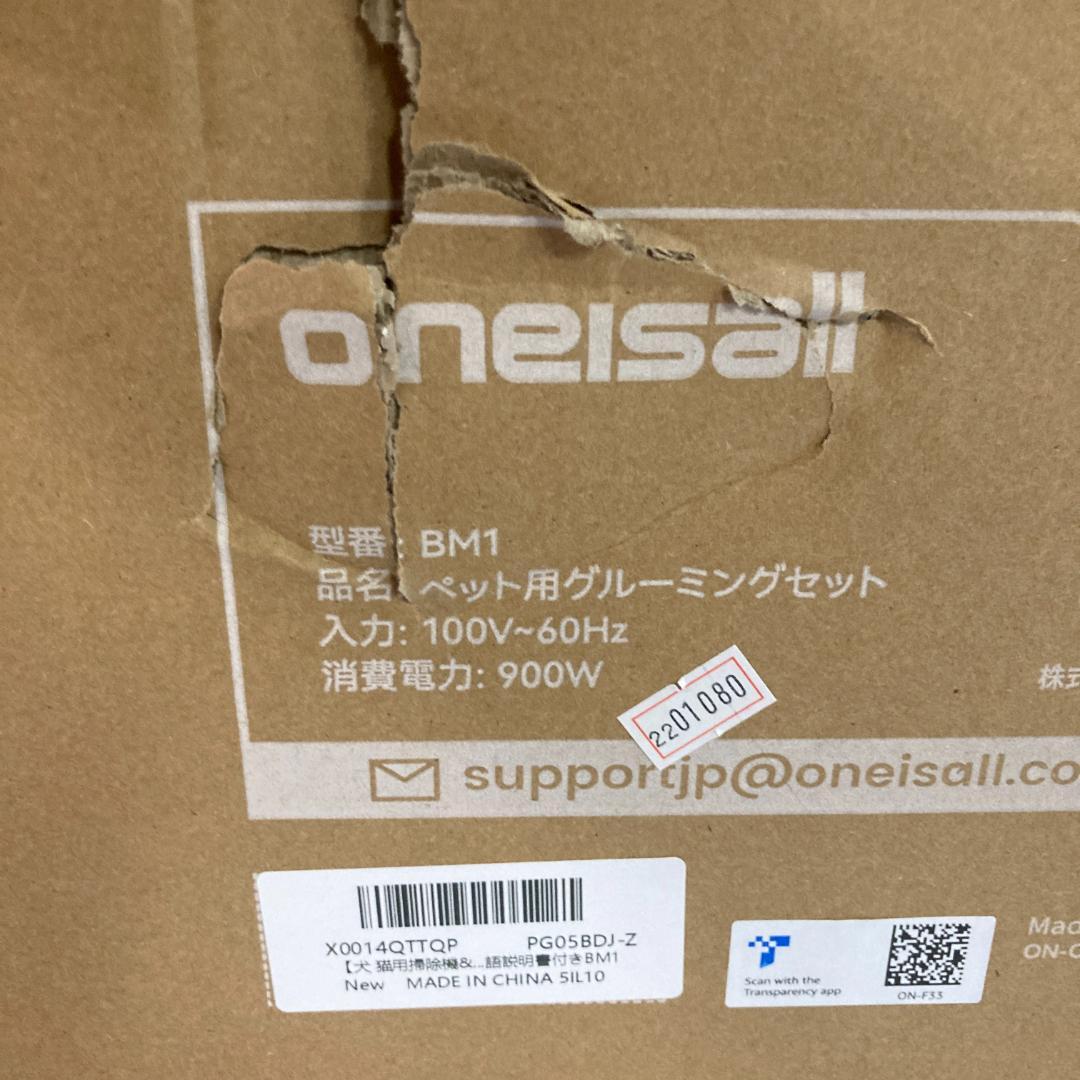 oneisall
型番: BM1
品名: ペット用グルーミングセット
入力: 100V~60Hz
消費電力: 900W
株式
2201080
supportjp@oneisall.co
X0014QTTQP PG05BDJ-Z
【犬 猫用掃除機&...語説明書付きBM1
New MADE IN CHINA 5IL10
Scan with the
Transparency app
ON-F33
Mad
ON-C